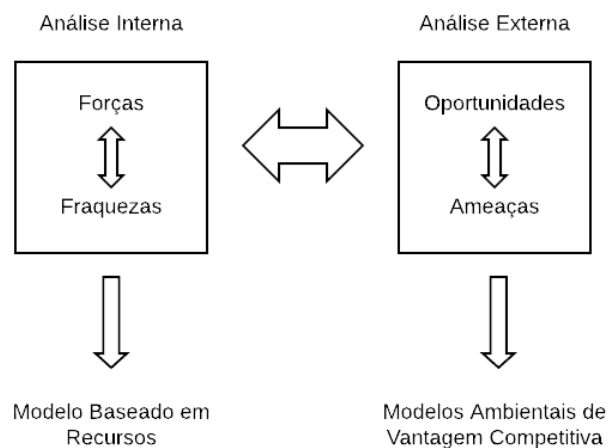 Análise Interna
Análise Externa
Forças
Fraquezas
Oportunidades
Ameaças
Modelo Baseado em
Recursos
Modelos Ambientais de
Vantagem Competitiva